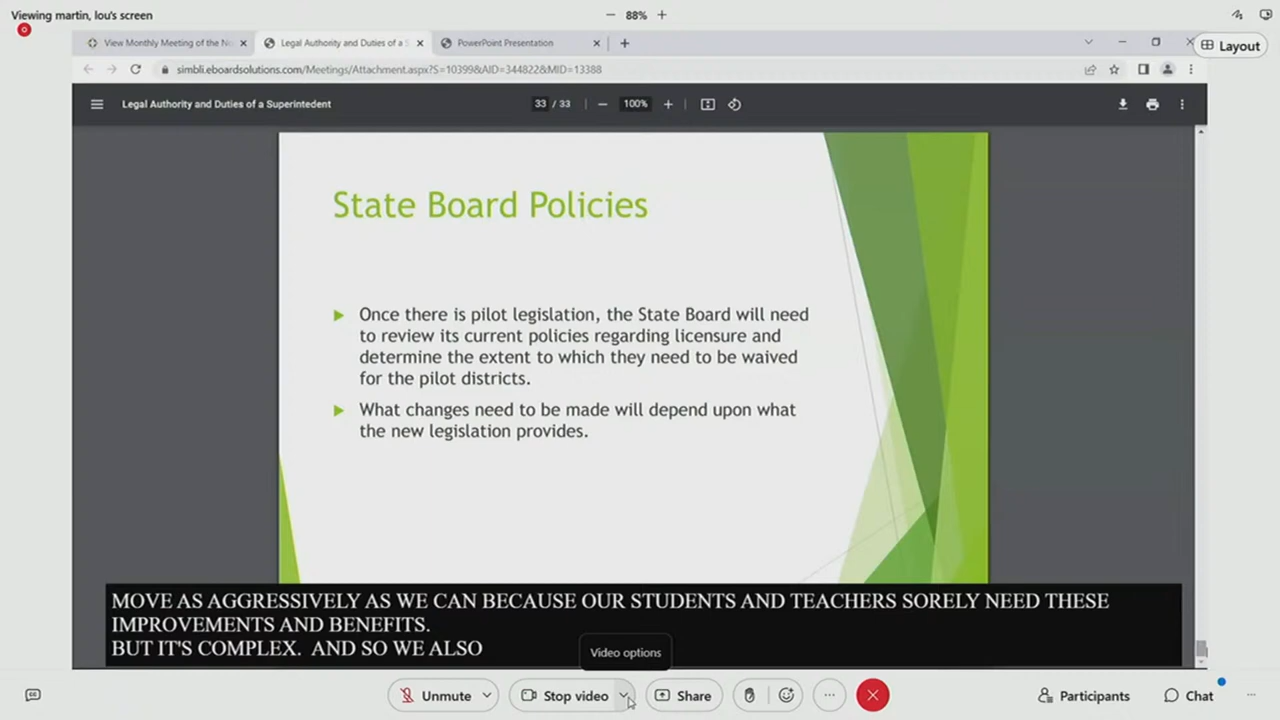 Viewing martin, lou's screen
88%
Layout
View Monthly Meeting of the No
Legal Authority and Duties of a S
PowerPoint Presentation
simbli.eboardsolutions.com/Meetings/Attachment.aspx?S=10399&AID=344822&MID=13388
Legal Authority and Duties of a Superintedent
33 / 33
100%
State Board Policies
Once there is pilot legislation, the State Board will need
to review its current policies regarding licensure and
determine the extent to which they need to be waived
for the pilot districts.
What changes need to be made will depend upon what
the new legislation provides.
MOVE AS AGGRESSIVELY AS WE CAN BECAUSE OUR STUDENTS AND TEACHERS SORELY NEED THESE
IMPROVEMENTS AND BENEFITS.
BUT IT'S COMPLEX. AND SO WE ALSO
Video options
Unmute
Stop video
Share
Participants
Chat